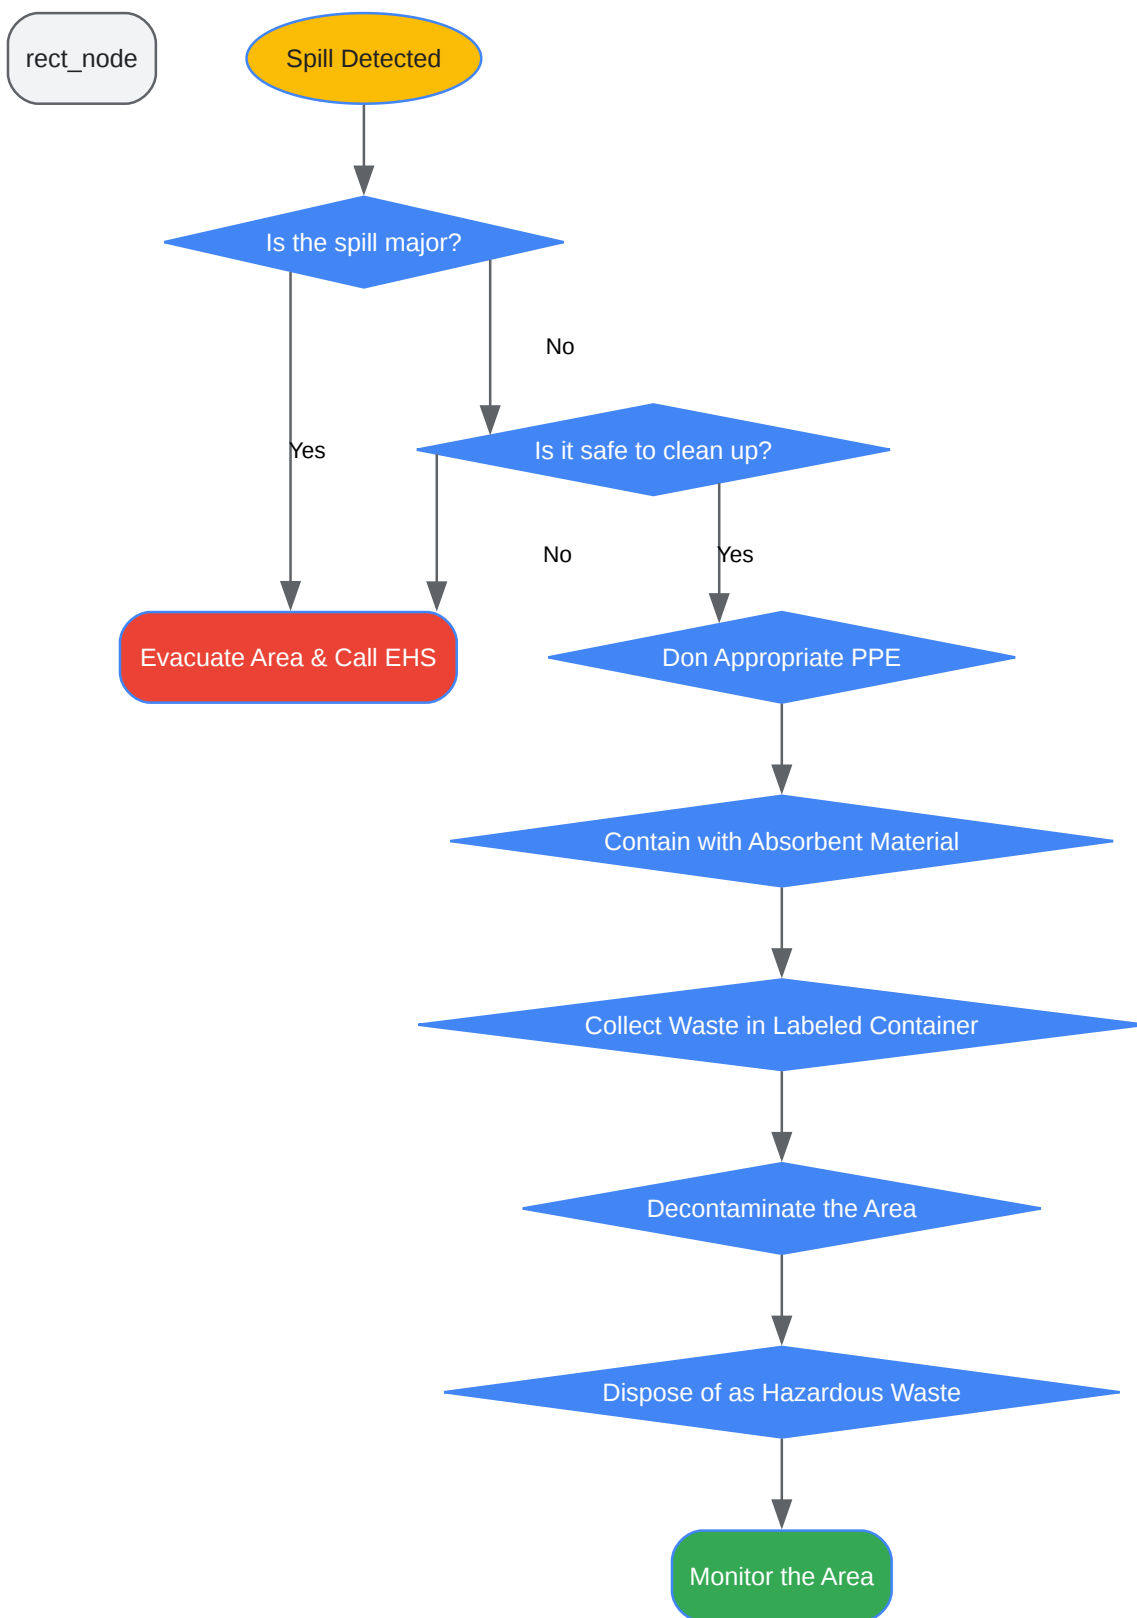 rect_node
Spill Detected
Is the spill major?
No
Yes
Is it safe to clean up?
No
Yes
Evacuate Area & Call EHS
Don Appropriate PPE
Contain with Absorbent Material
Collect Waste in Labeled Container
Decontaminate the Area
Dispose of as Hazardous Waste
Monitor the Area